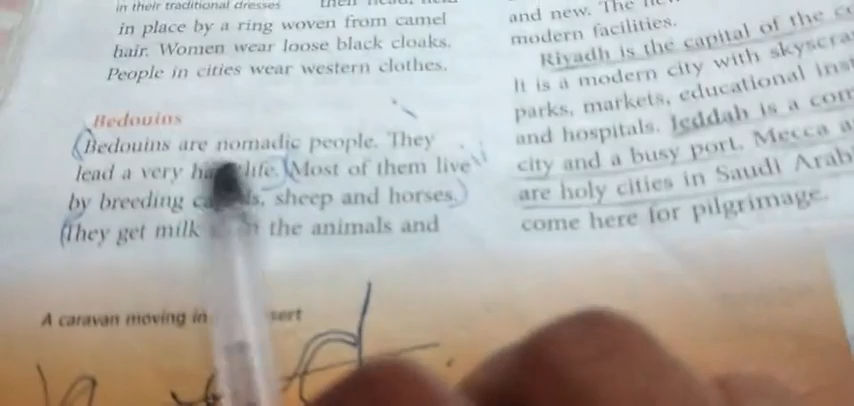 in their traditional dresses
in place by a ring woven from camel
hair. Women wear loose black cloaks.
People in cities wear western clothes.
Bedouins
Bedouins are nomadic people. They
lead a very life. Most of them live
by breeding sheep and horses.
They get milk the animals and
A caravan moving in
and new. The
modern facilities.
Riyadh is the capital of the
It is a modern city with
parks, markets, educational
and hospitals. Jeddah is a
city and a busy port. Mecca
are holy cities in Saudi
come here for pilgrimage.